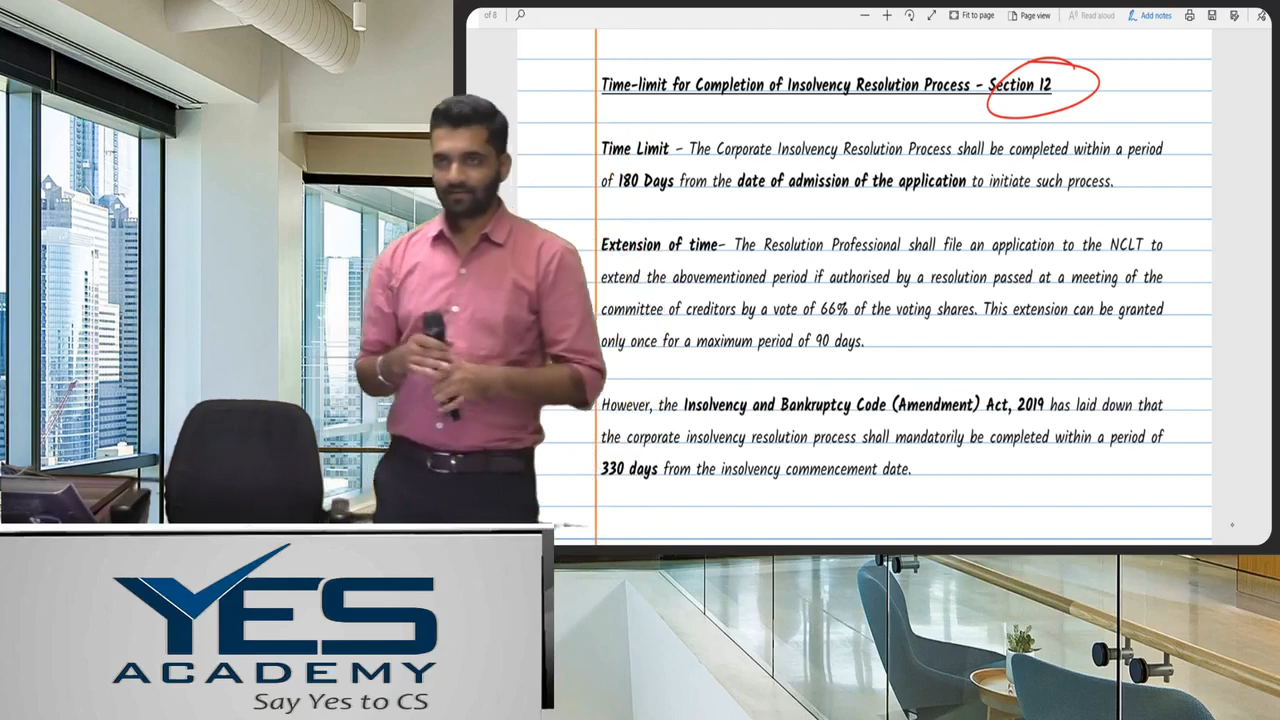 of 8
Fit to page
Page view
Read aloud
Add notes
Time-limit for Completion of Insolvency Resolution Process - Section 12
Time Limit - The Corporate Insolvency Resolution Process shall be completed within a period
of 180 Days from the date of admission of the application to initiate such process.
Extension of time- The Resolution Professional shall file an application to the NCLT to
extend the abovementioned period if authorised by a resolution passed at a meeting of the
committee of creditors by a vote of 66% of the voting shares. This extension can be granted
only once for a maximum period of 90 days.
However, the Insolvency and Bankruptcy Code (Amendment) Act, 2019 has laid down that
the corporate insolvency resolution process shall mandatorily be completed within a period of
330 days from the insolvency commencement date.
YES
ACADEMY
Say Yes to CS